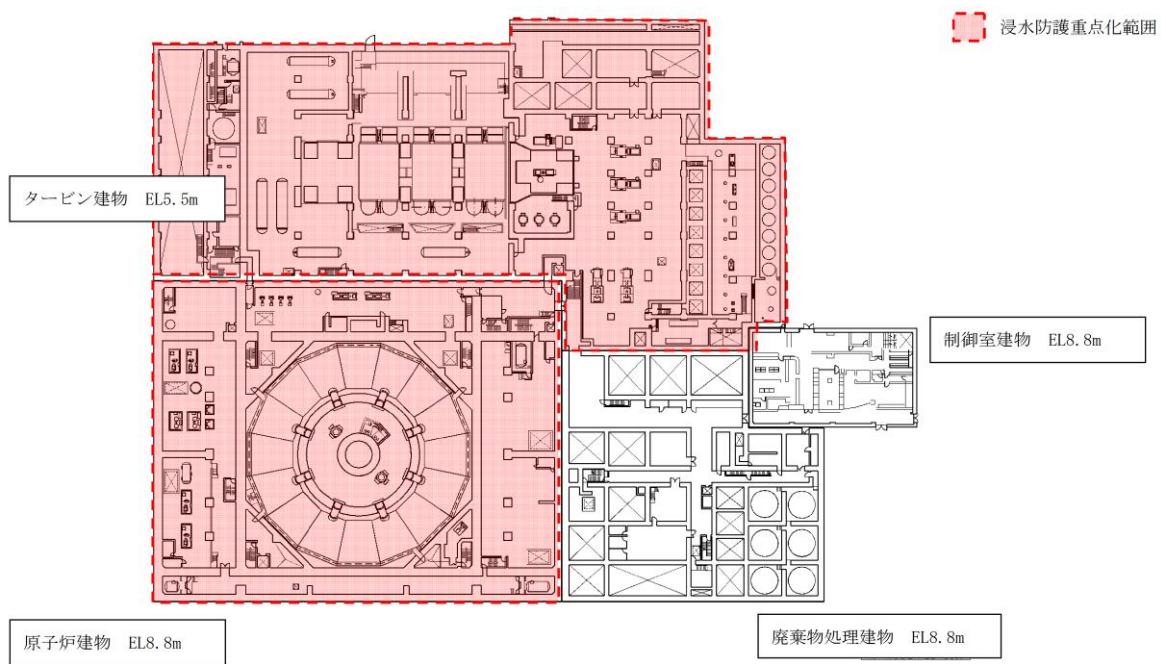 浸水防護重点化範囲
タービン建物　EL5.5m
制御室建物　EL8.8m
原子炉建物　EL8.8m
廃棄物処理建物　EL8.8m